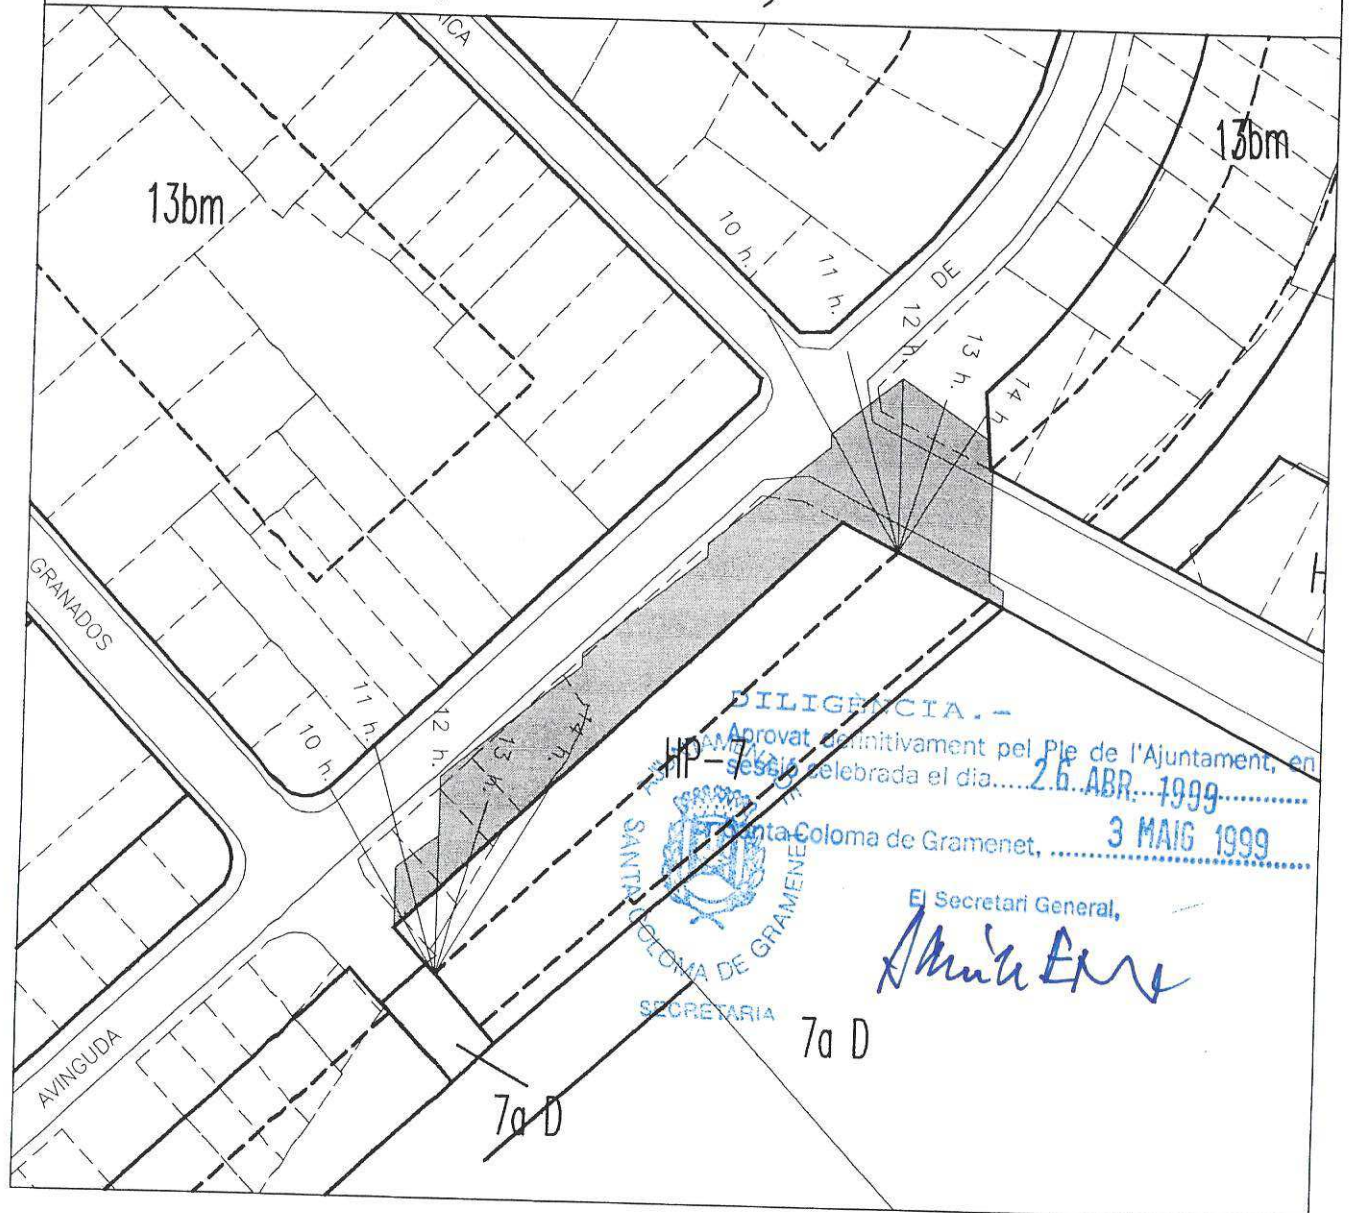 RICA
13bm
13bm
10 h.
11 h.
DE
12 h.
13 h.
14 h
GRANADOS
11 h.
10 h.
12 h.
13 h.
14 h.
H
DILIGÈNCIA.-
Aprovat definitivament pel Ple de l'Ajuntament, en
sessió celebrada el dia.....26 ABR. 1999
HP-7
Santa Coloma de Gramenet, ..... 3 MAIG 1999
El Secretari General,
SANTA COLOMA DE GRAMENET
SECRETARIA
7a D
7a D
AVINGUDA